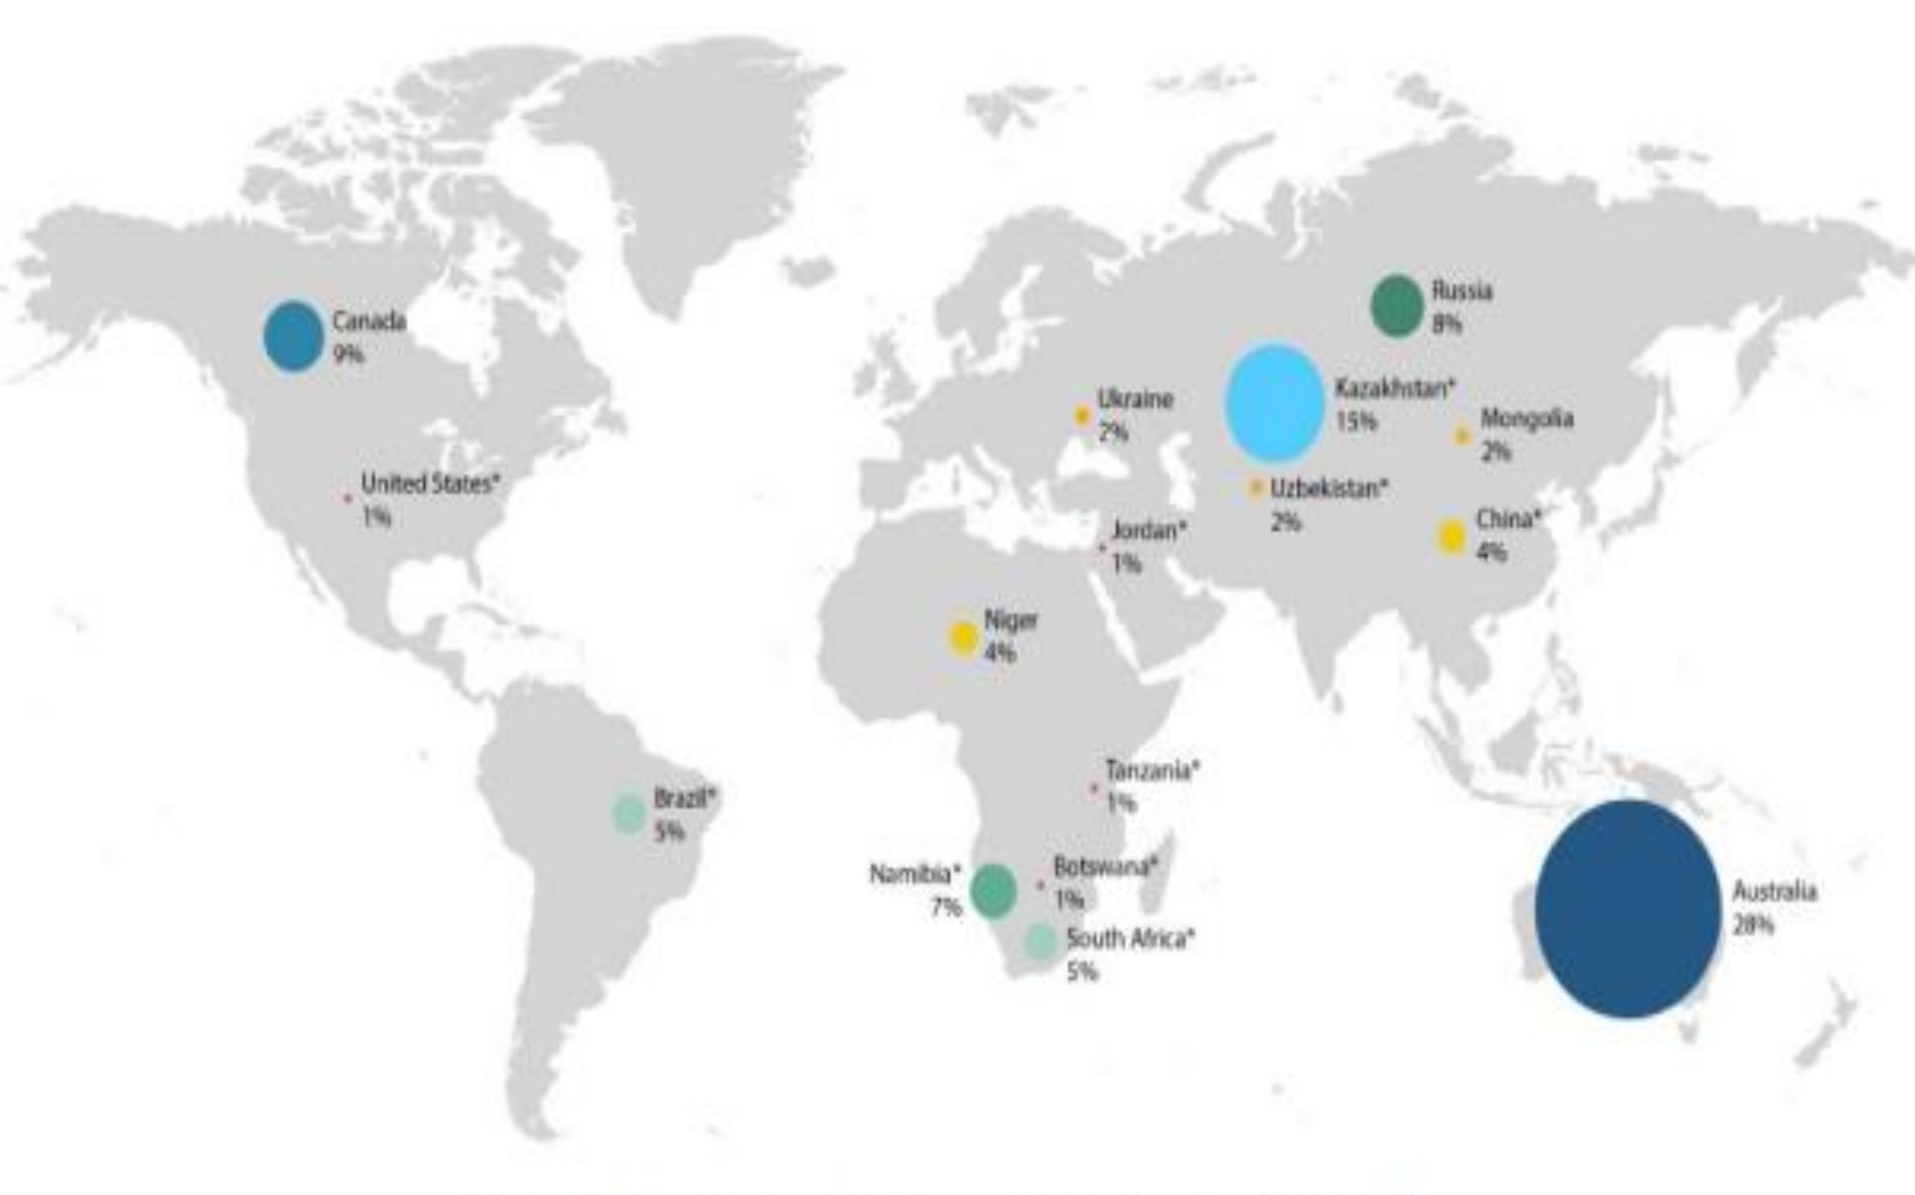 Russia
8%
Canada
9%
Kazakhstan*
15%
Ukraine
2%
Mongolia
2%
United States*
1%
Uzbekistan*
2%
China*
4%
Jordan*
1%
Niger
4%
Tanzania*
1%
Brazil*
5%
Botswana*
1%
Namibia*
7%
Australia
28%
South Africa*
5%